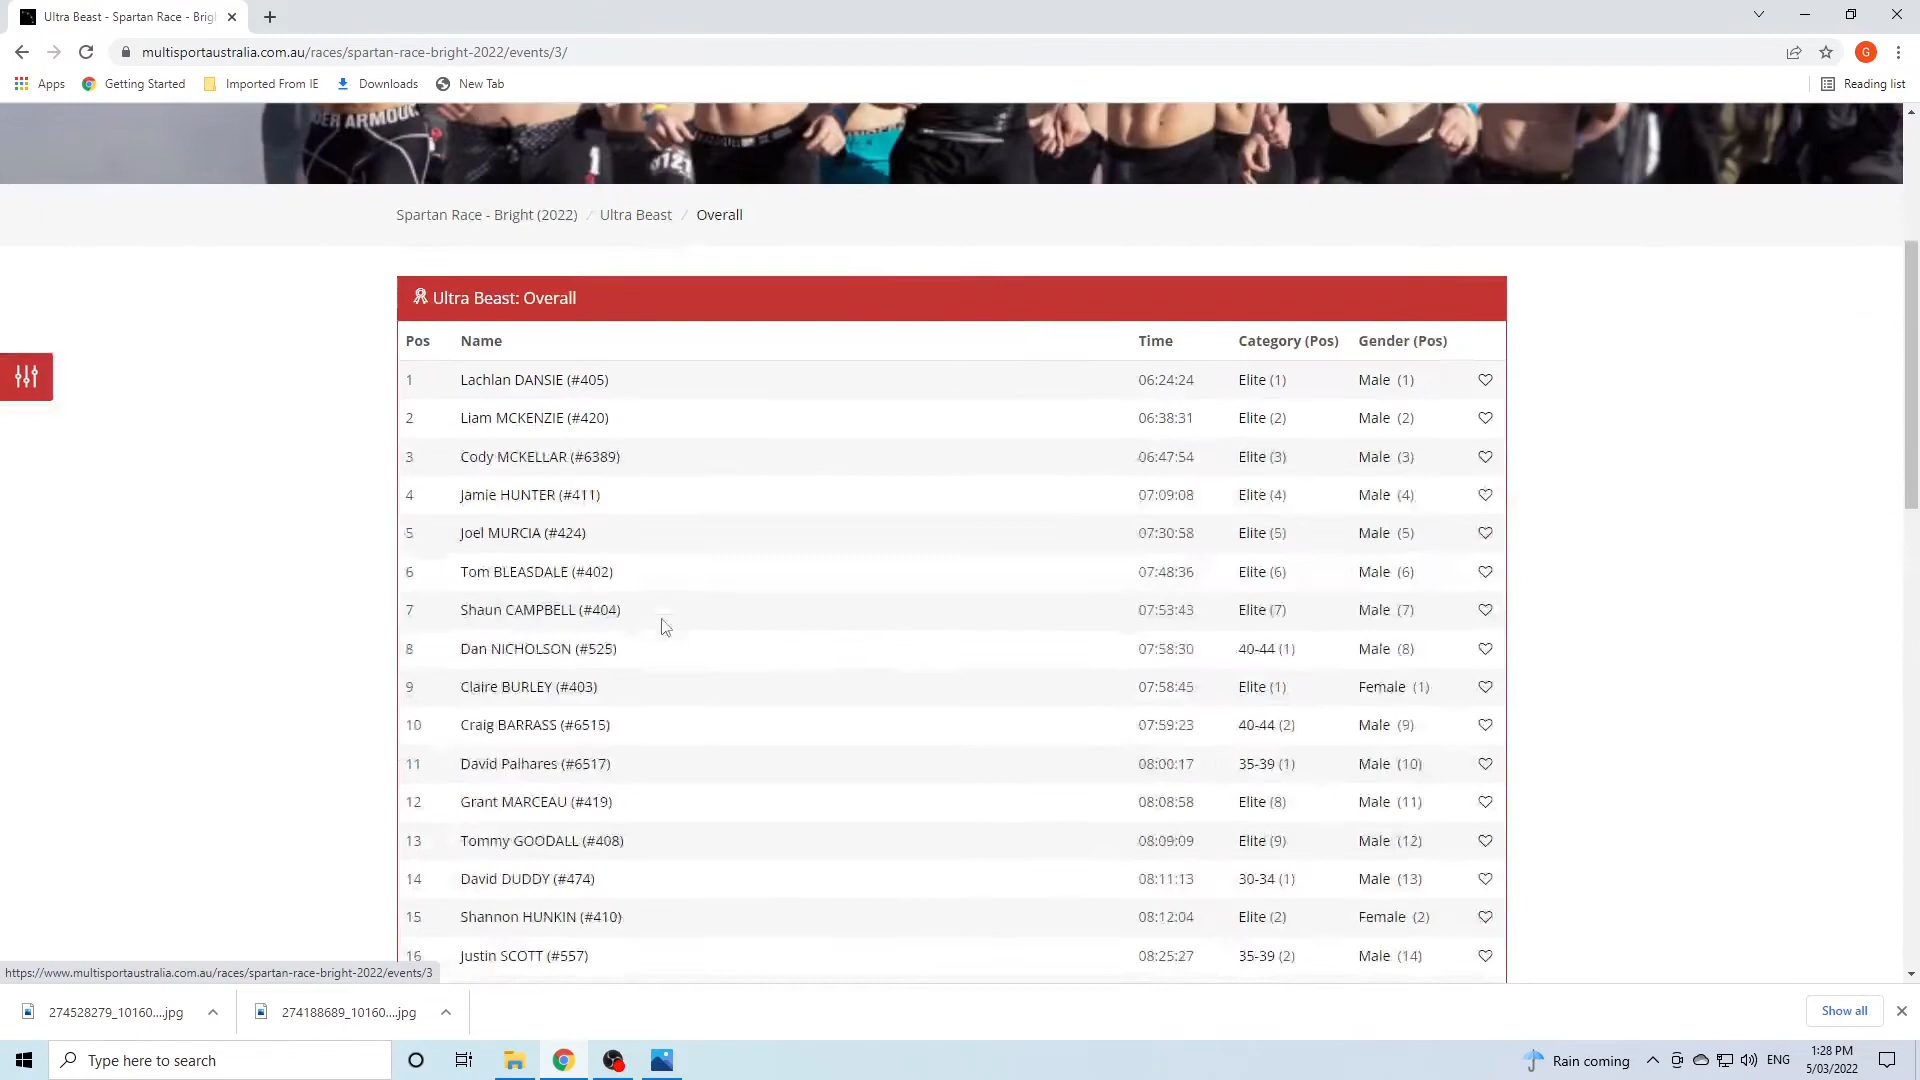 Ultra Beast - Spartan Race - Brig
multisportaustralia.com.au/races/spartan-race-bright-2022/events/3/
G
Apps Getting Started Imported From IE Downloads New Tab Reading list
DER ARMOUR
Spartan Race - Bright (2022) / Ultra Beast / Overall
Ultra Beast: Overall
Pos Name Time Category (Pos) Gender (Pos)
1 Lachlan DANSIE (#405) 06:24:24 Elite (1) Male (1)
2 Liam MCKENZIE (#420) 06:38:31 Elite (2) Male (2)
3 Cody MCKELLAR (#6389) 06:47:54 Elite (3) Male (3)
4 Jamie HUNTER (#411) 07:09:08 Elite (4) Male (4)
5 Joel MURCIA (#424) 07:30:58 Elite (5) Male (5)
6 Tom BLEASDALE (#402) 07:48:36 Elite (6) Male (6)
7 Shaun CAMPBELL (#404) 07:53:43 Elite (7) Male (7)
8 Dan NICHOLSON (#525) 07:58:30 40-44 (1) Male (8)
9 Claire BURLEY (#403) 07:58:45 Elite (1) Female (1)
10 Craig BARRASS (#6515) 07:59:23 40-44 (2) Male (9)
11 David Palhares (#6517) 08:00:17 35-39 (1) Male (10)
12 Grant MARCEAU (#419) 08:08:58 Elite (8) Male (11)
13 Tommy GOODALL (#408) 08:09:09 Elite (9) Male (12)
14 David DUDDY (#474) 08:11:13 30-34 (1) Male (13)
15 Shannon HUNKIN (#410) 08:12:04 Elite (2) Female (2)
16 Justin SCOTT (#557) 08:25:27 35-39 (2) Male (14)
https://www.multisportaustralia.com.au/races/spartan-race-bright-2022/events/3
274528279_10160....jpg 274188689_10160....jpg Show all
Type here to search Rain coming ENG 1:28 PM
5/03/2022